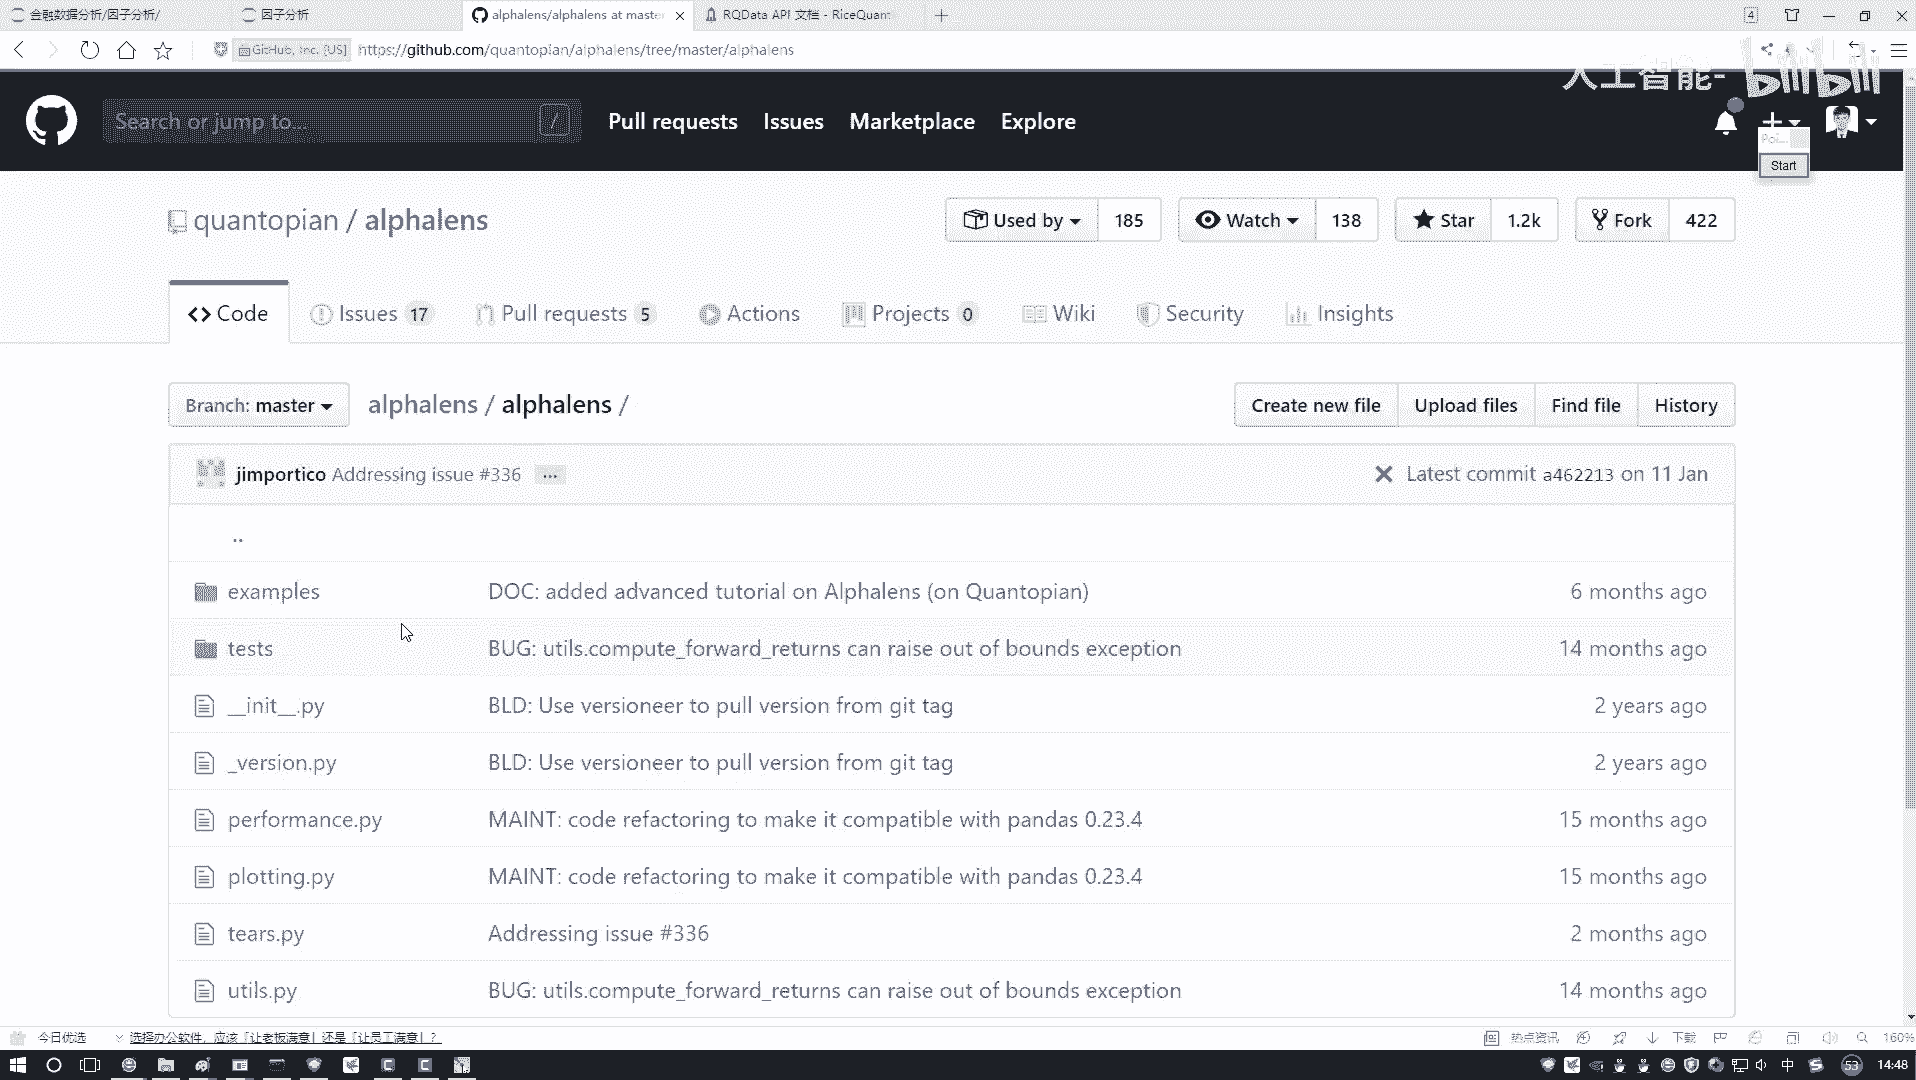 金融数据分析/因子分析/
因子分析
alphalens/alphalens at master
RQData API 文档 - RiceQuant
4
GitHub, Inc. [US]
https://github.com/quantopian/alphalens/tree/master/alphalens
人工智能-
bilibili
Search or jump to...
/
Pull requests
Issues
Marketplace
Explore
Poi...
Start
quantopian / alphalens
Used by 185
Watch 138
Star 1.2k
Fork 422
Code
Issues 17
Pull requests 5
Actions
Projects 0
Wiki
Security
Insights
Branch: master
alphalens / alphalens /
Create new file
Upload files
Find file
History
jimportico Addressing issue #336 ...
Latest commit a462213 on 11 Jan
..
examples DOC: added advanced tutorial on Alphalens (on Quantopian) 6 months ago
tests BUG: utils.compute_forward_returns can raise out of bounds exception 14 months ago
__init__.py BLD: Use versioneer to pull version from git tag 2 years ago
_version.py BLD: Use versioneer to pull version from git tag 2 years ago
performance.py MAINT: code refactoring to make it compatible with pandas 0.23.4 15 months ago
plotting.py MAINT: code refactoring to make it compatible with pandas 0.23.4 15 months ago
tears.py Addressing issue #336 2 months ago
utils.py BUG: utils.compute_forward_returns can raise out of bounds exception 14 months ago
今日优选
选择办公软件，应该「让老板满意」还是「让员工满意」？
热点资讯
下载
160%
中
53
14:48